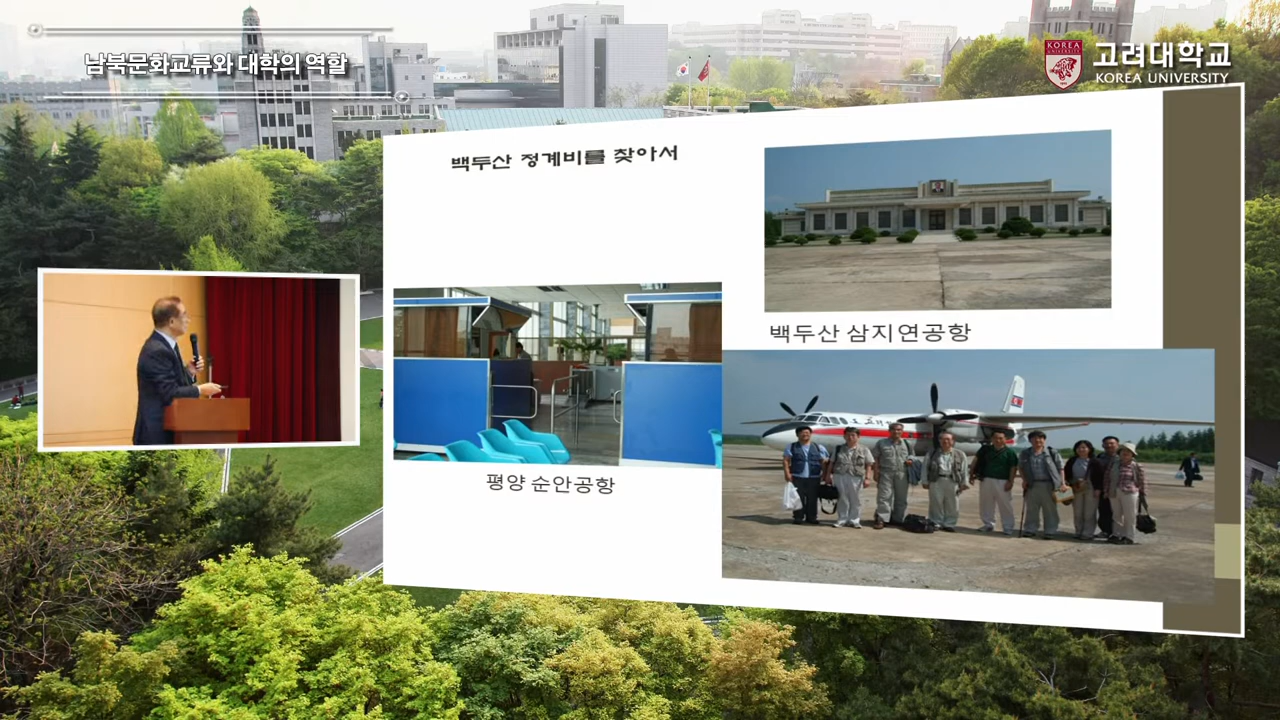 남북문화교류와 대학의 역할
KOREA
UNIVERSITY
고려대학교
KOREA UNIVERSITY
백두산 정계비를 찾아서
백두산 삼지연공항
평양 순안공항